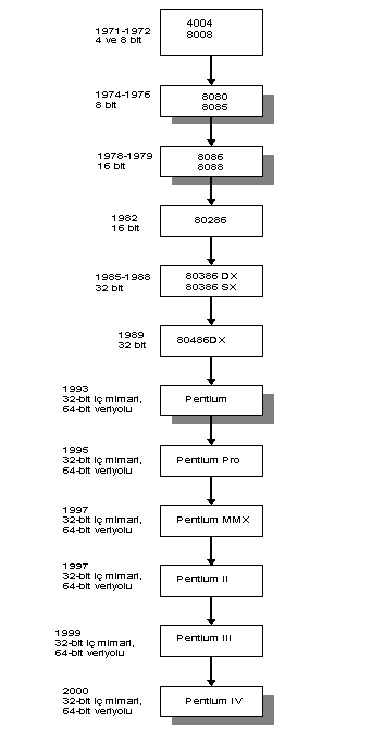 1971-1972
4 ve 8 bit
4004
8008
1974-1976
8 bit
8080
8085
1978-1979
16 bit
8086
8088
1982
16 bit
80286
1985-1988
32 bit
80386 DX
80386 SX
1989
32 bit
80486DX
1993
32-bit iç mimari,
64-bit veriyolu
Pentium
1995
32-bit iç mimari,
64-bit veriyolu
Pentium Pro
1997
32-bit iç mimari,
64-bit veriyolu
Pentium MMX
1997
32-bit iç mimari,
64-bit veriyolu
Pentium II
1999
32-bit iç mimari,
64-bit veriyolu
Pentium III
2000
32-bit iç mimari,
64-bit veriyolu
Pentium IV